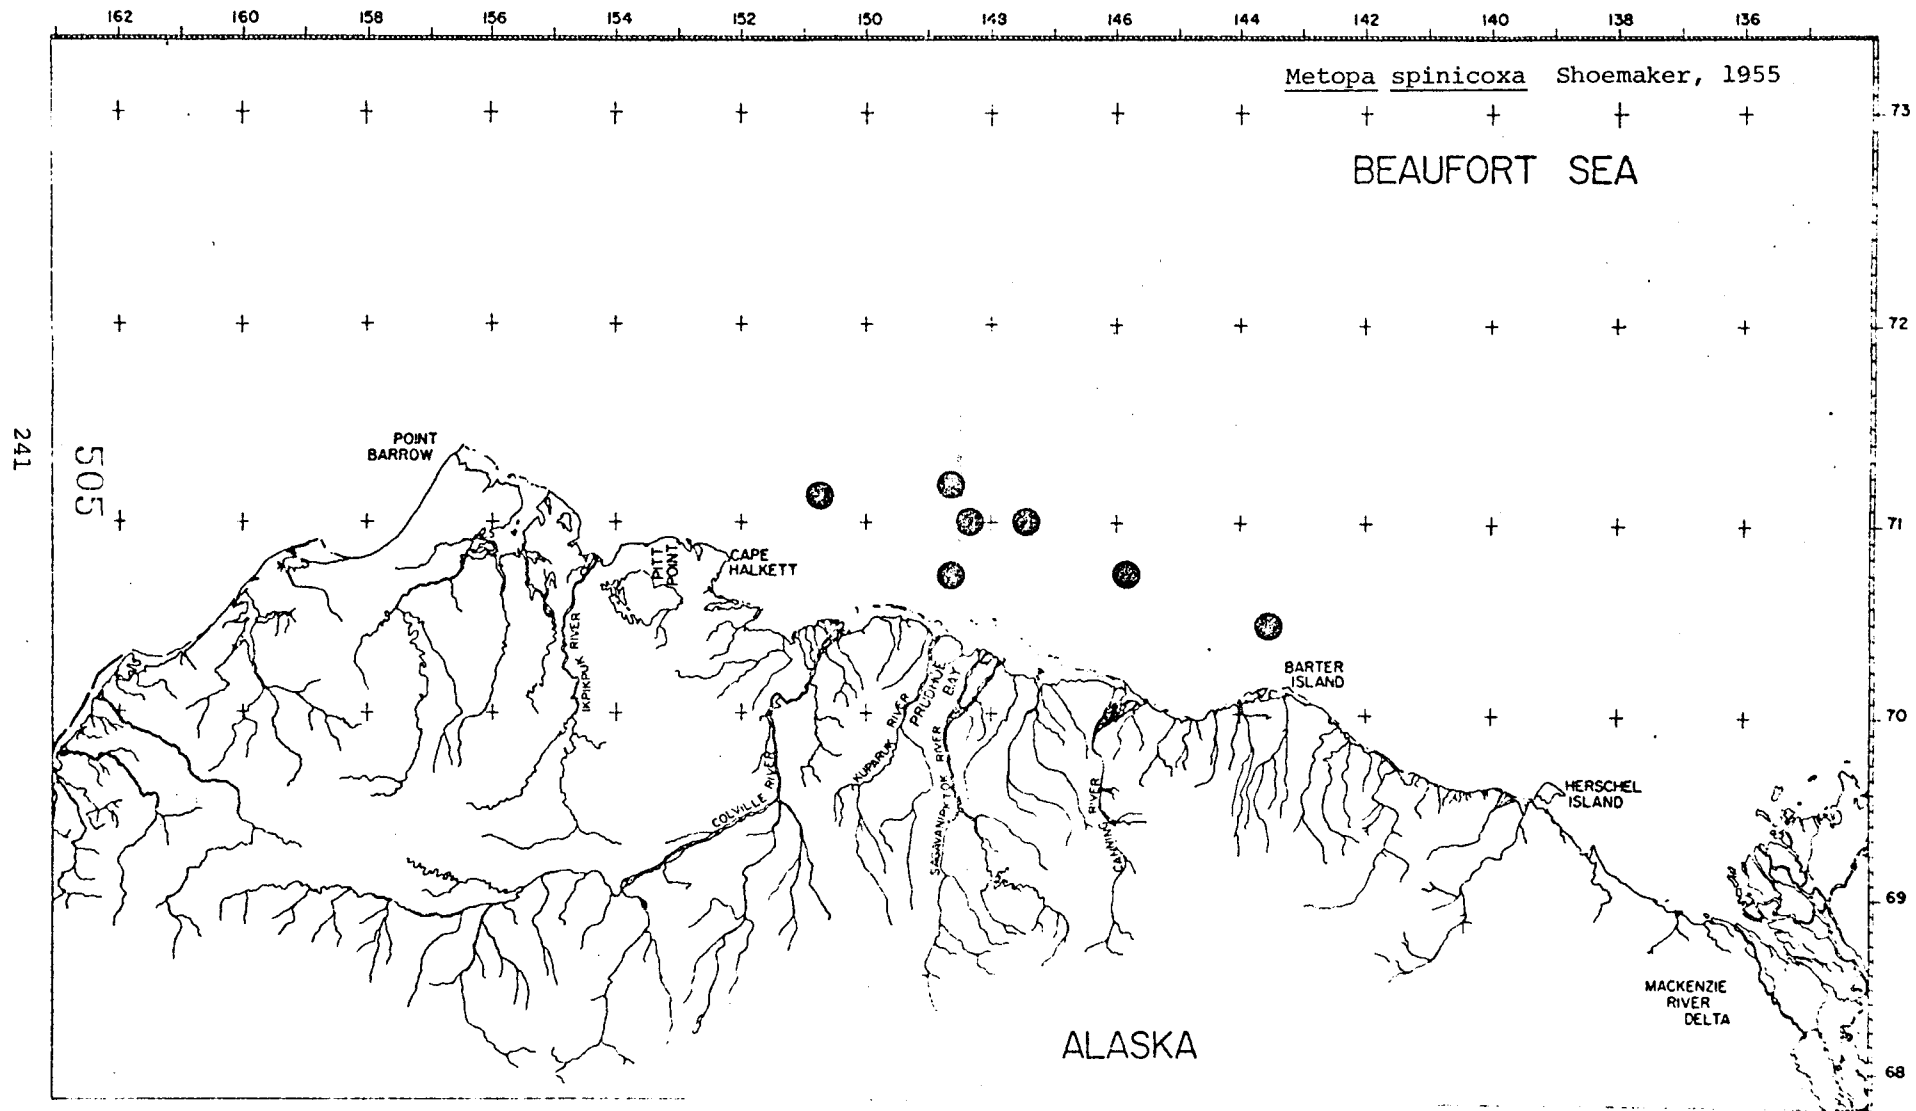 162 160 158 156 154 152 150 143 146 144 142 140 138 136
Metopa spinicoxa Shoemaker, 1955
73
BEAUFORT SEA
72
POINT
BARROW
241
505
71
CAPE
HALKETT
PITT
POINT
BARTER
ISLAND
IKPIKPUK RIVER
PRUDHOE
BAY
70
KUPARUK RIVER
COLVILLE RIVER
SAGAVANIRKTOK RIVER
CANNING RIVER
HERSCHEL
ISLAND
69
MACKENZIE
RIVER
DELTA
ALASKA
68